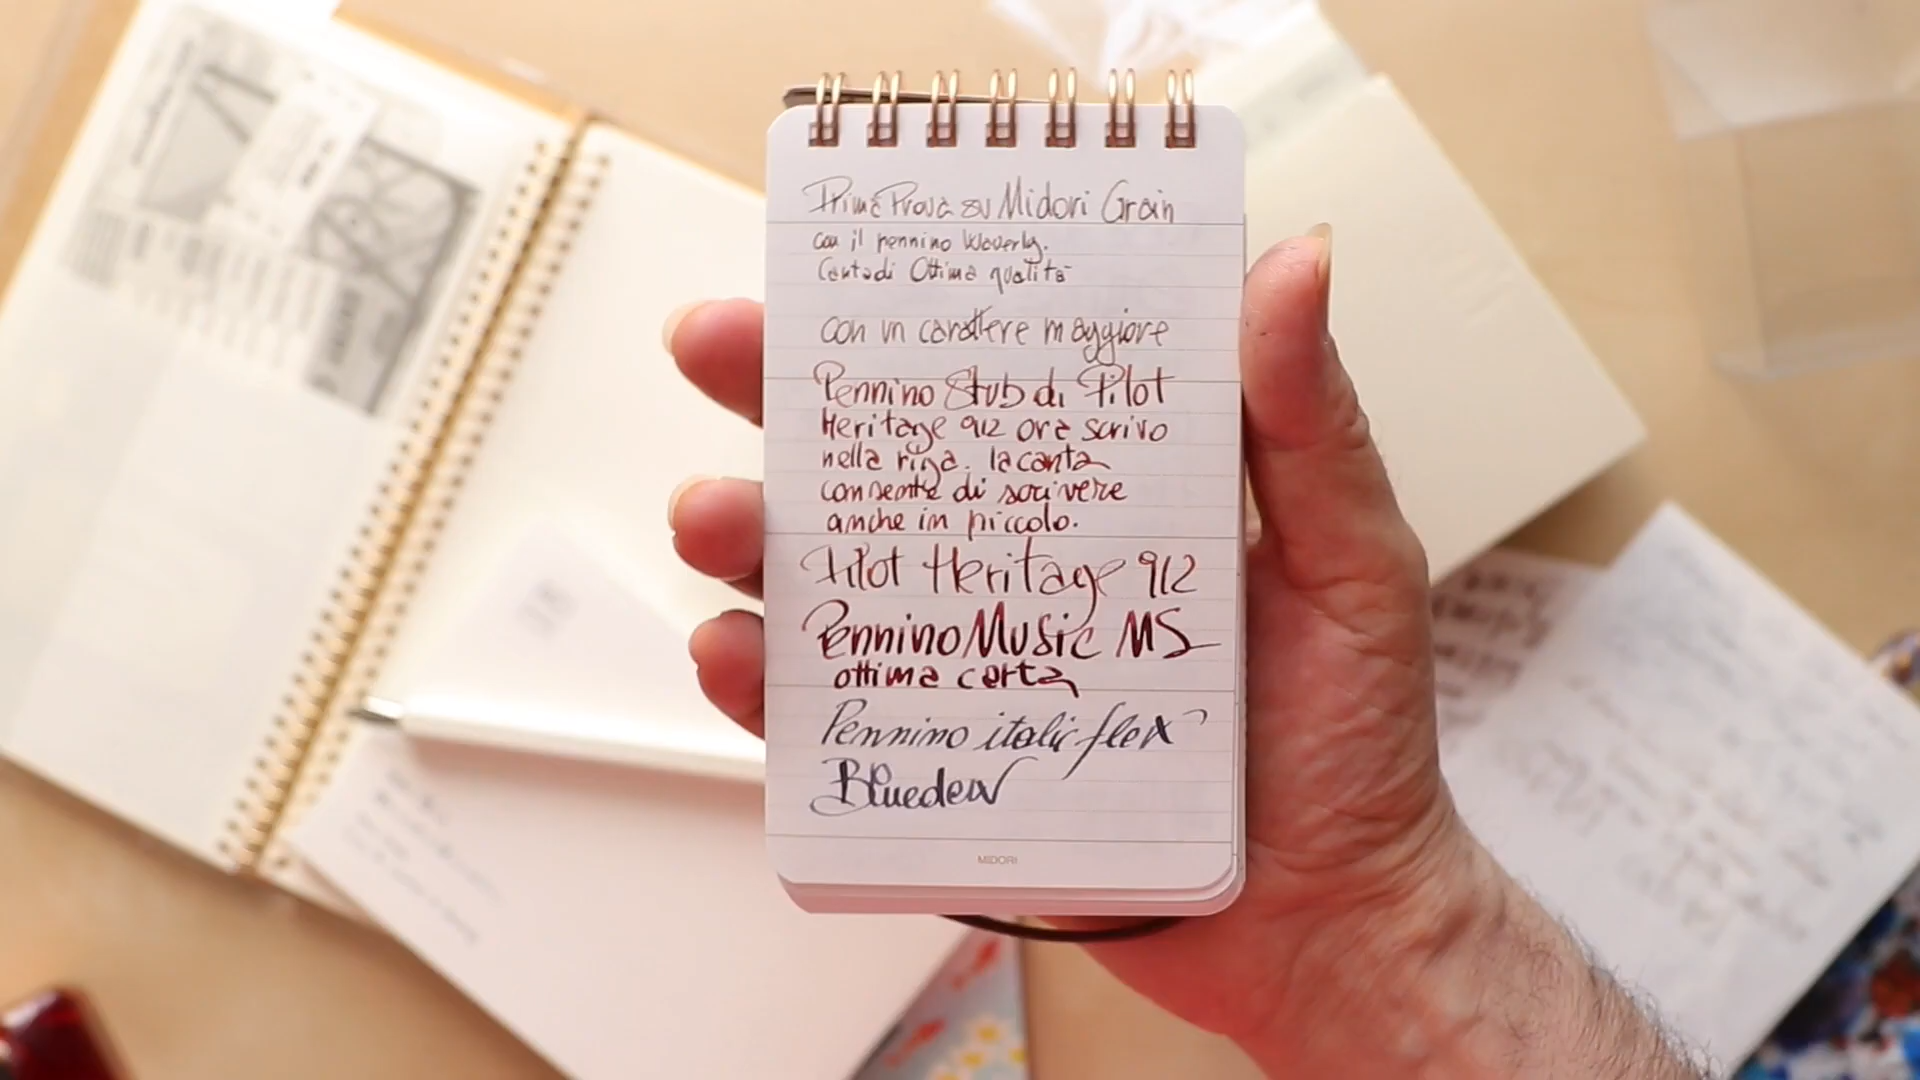 Prima Prova su Midori Grain
con il pennino Waverly.
Carta di Ottima qualità
con un carattere maggiore
Pennino Stub di Pilot
Heritage 912 ora scrivo
nella riga. la carta
consente di scrivere
anche in piccolo.
Pilot Heritage 912
Pennino Music MS
ottima carta
Pennino italic flex
Bluedew
MIDORI